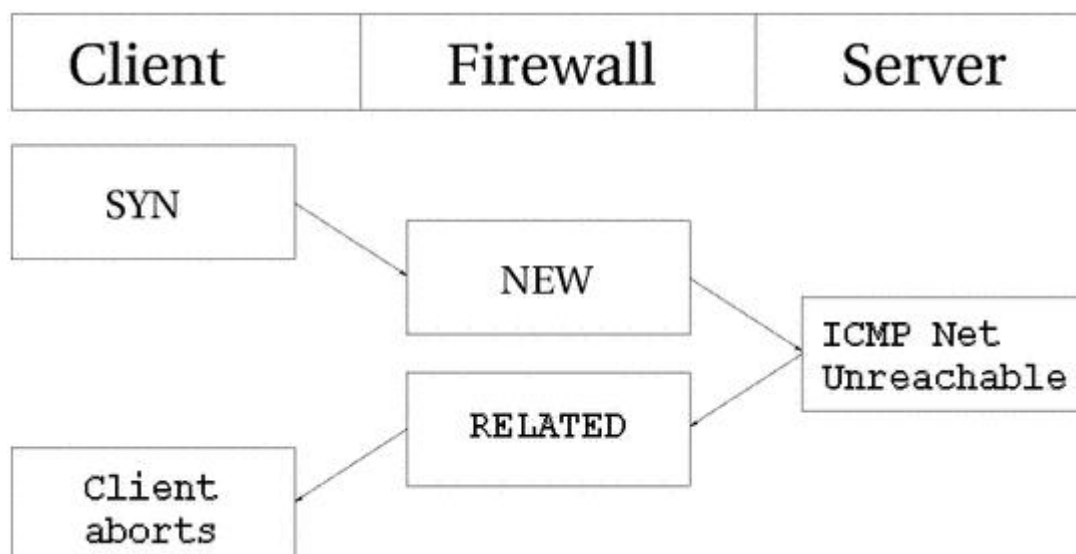 Client Firewall Server
SYN
NEW
ICMP Net
Unreachable
RELATED
Client
aborts